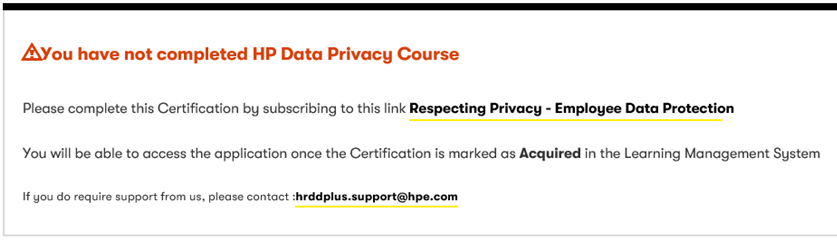 You have not completed HP Data Privacy Course
Please complete this Certification by subscribing to this link Respecting Privacy - Employee Data Protection
You will be able to access the application once the Certification is marked as Acquired in the Learning Management System
If you do require support from us, please contact :hrddplus.support@hpe.com